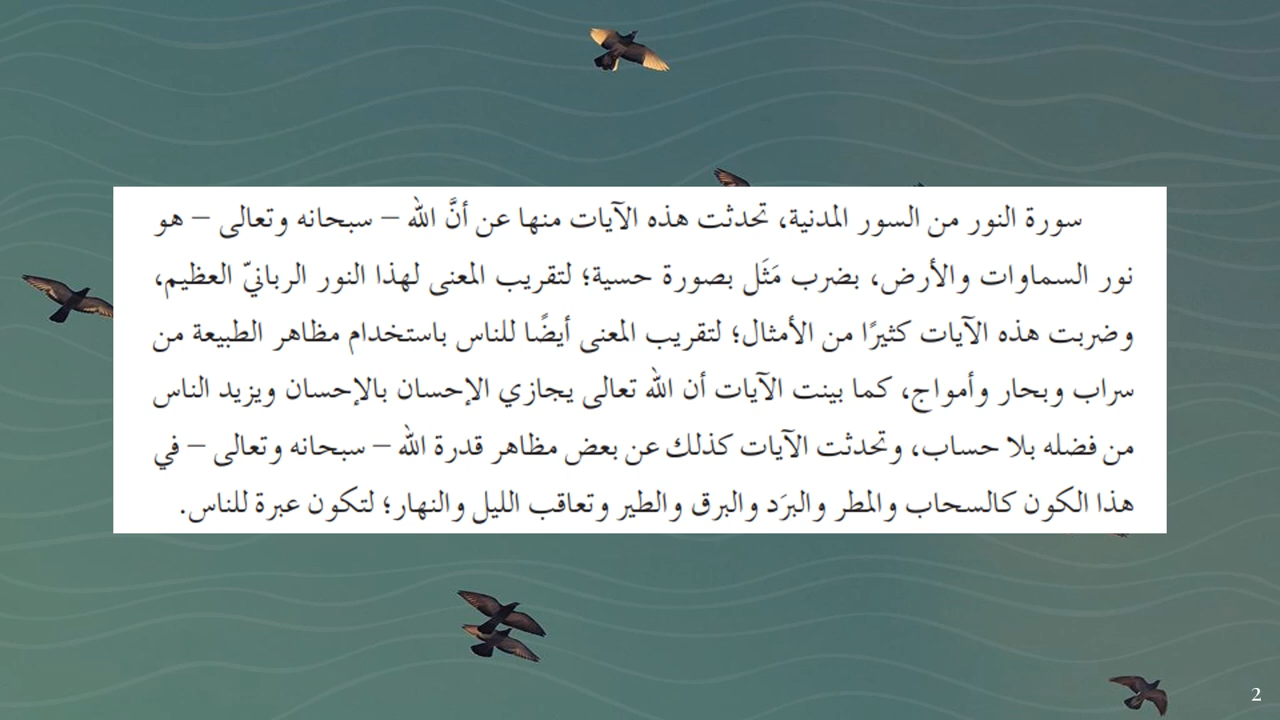 سورة النور من السور المدنية، تحدثت هذه الآيات منها عن أنَّ الله – سبحانه وتعالى – هو
نور السماوات والأرض، بضرب مَثَل بصورة حسية؛ لتقريب المعنى لهذا النور الربانيّ العظيم،
وضربت هذه الآيات كثيرًا من الأمثال؛ لتقريب المعنى أيضًا للناس باستخدام مظاهر الطبيعة من
سراب وبحار وأمواج، كما بينت الآيات أن الله تعالى يجازي الإحسان بالإحسان ويزيد الناس
من فضله بلا حساب، وتحدثت الآيات كذلك عن بعض مظاهر قدرة الله – سبحانه وتعالى – في
هذا الكون كالسحاب والمطر والبرَد والبرق والطير وتعاقب الليل والنهار؛ لتكون عبرة للناس.
2